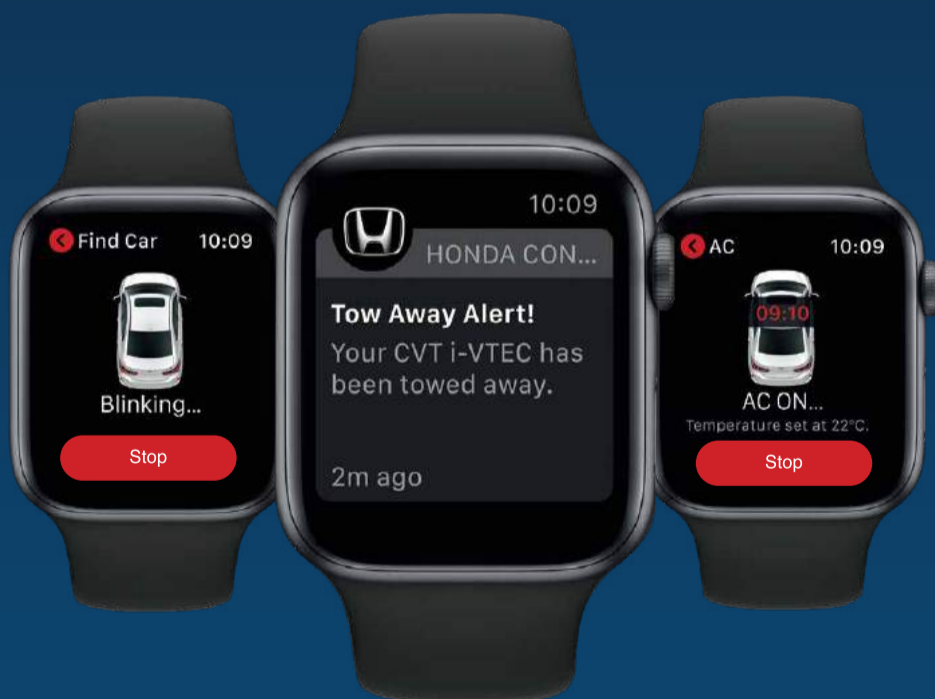 Find Car 10:09
Blinking...
Stop
10:09
HONDA CON...
Tow Away Alert!
Your CVT i-VTEC has
been towed away.
2m ago
AC 10:09
09:10
AC ON...
Temperature set at 22°C.
Stop